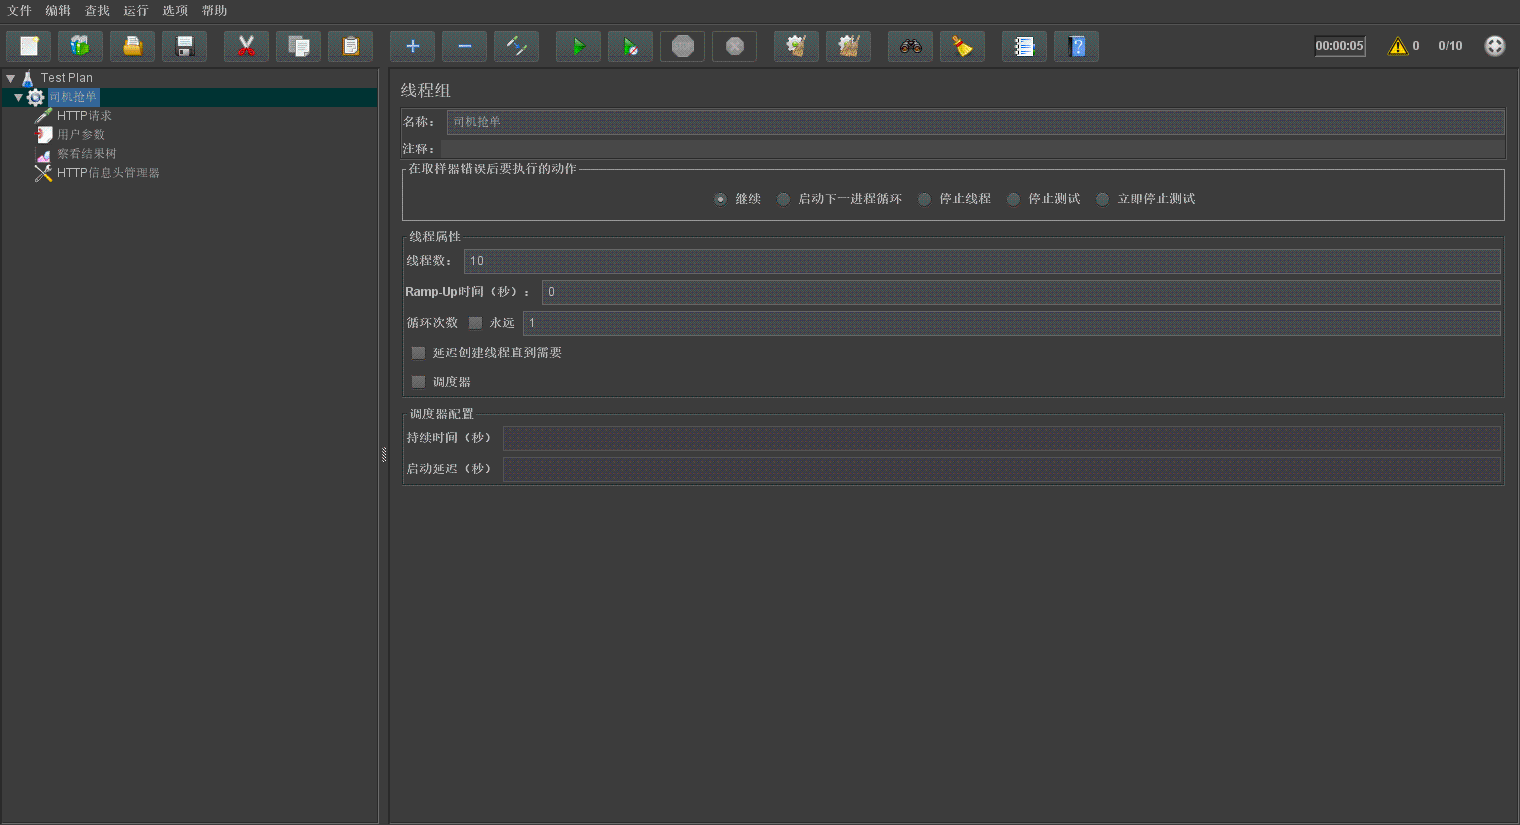 文件 编辑 查找 运行 选项 帮助
00:00:05 0 0/10
Test Plan
司机抢单
HTTP请求
用户参数
察看结果树
HTTP信息头管理器
线程组
名称： 司机抢单
注释：
在取样器错误后要执行的动作
继续 启动下一进程循环 停止线程 停止测试 立即停止测试
线程属性
线程数： 10
Ramp-Up时间（秒）： 0
循环次数 永远 1
延迟创建线程直到需要
调度器
调度器配置
持续时间（秒）
启动延迟（秒）